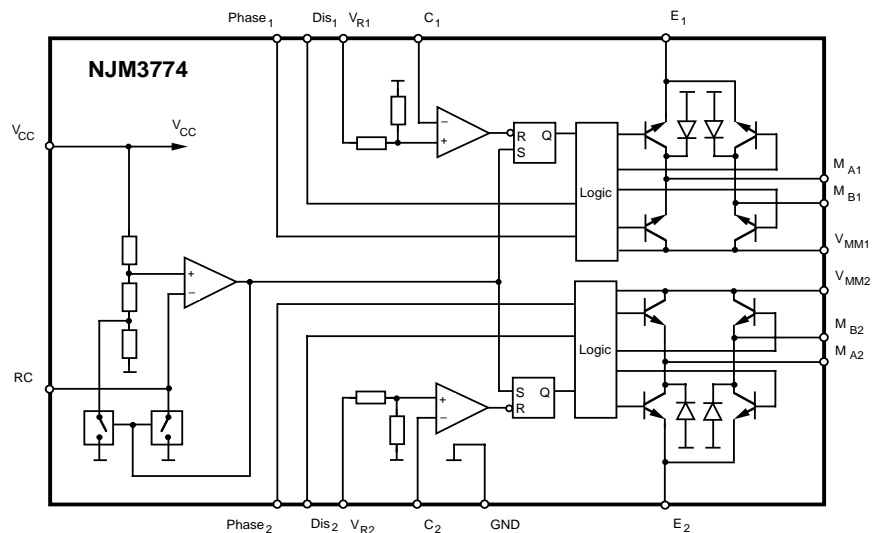 Phase1 Dis1 VR1 C1 E1
NJM3774
VCC
VCC
R Q
S
−
+
Logic
MA1
MB1
VMM1
VMM2
+
−
MB2
MA2
Logic
RC
S Q
R
+
−
Phase2 Dis2 VR2 C2 GND E2